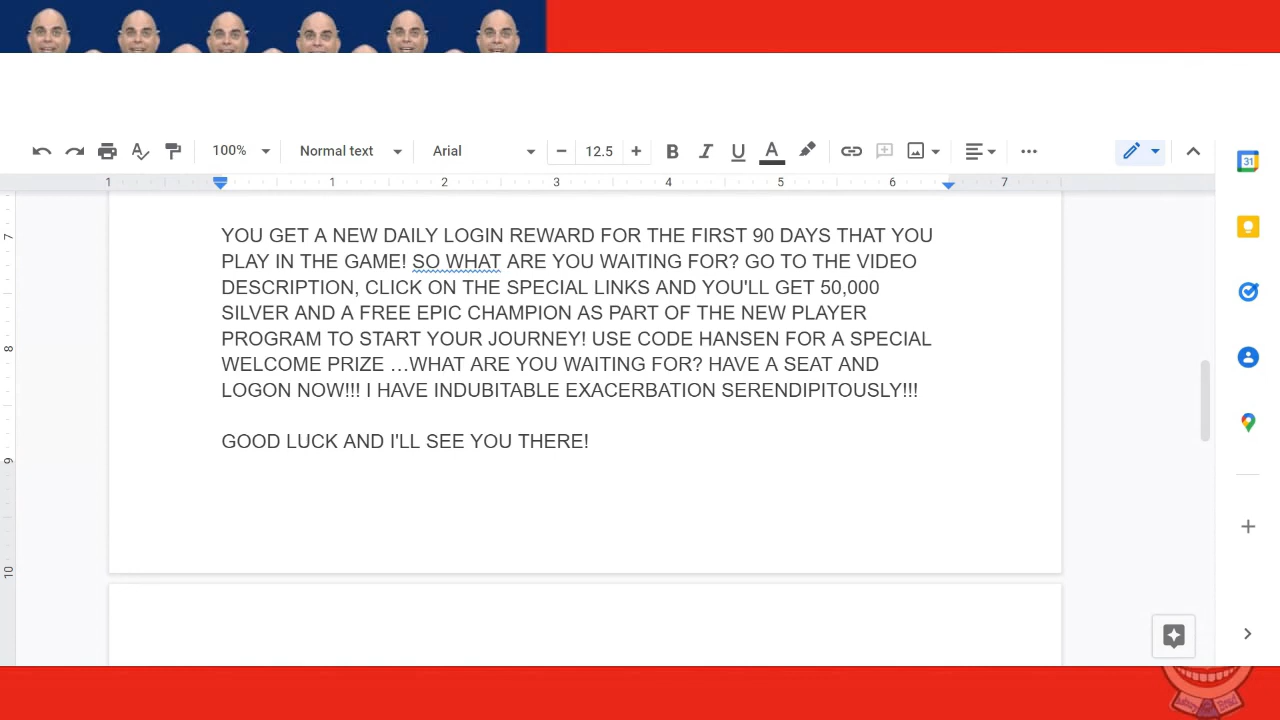 100% Normal text Arial 12.5 B I U A
31
1 1 2 3 4 5 6 7
7
8
9
10
YOU GET A NEW DAILY LOGIN REWARD FOR THE FIRST 90 DAYS THAT YOU
PLAY IN THE GAME! SO WHAT ARE YOU WAITING FOR? GO TO THE VIDEO
DESCRIPTION, CLICK ON THE SPECIAL LINKS AND YOU'LL GET 50,000
SILVER AND A FREE EPIC CHAMPION AS PART OF THE NEW PLAYER
PROGRAM TO START YOUR JOURNEY! USE CODE HANSEN FOR A SPECIAL
WELCOME PRIZE …WHAT ARE YOU WAITING FOR? HAVE A SEAT AND
LOGON NOW!!! I HAVE INDUBITABLE EXACERBATION SERENDIPITOUSLY!!!
GOOD LUCK AND I'LL SEE YOU THERE!